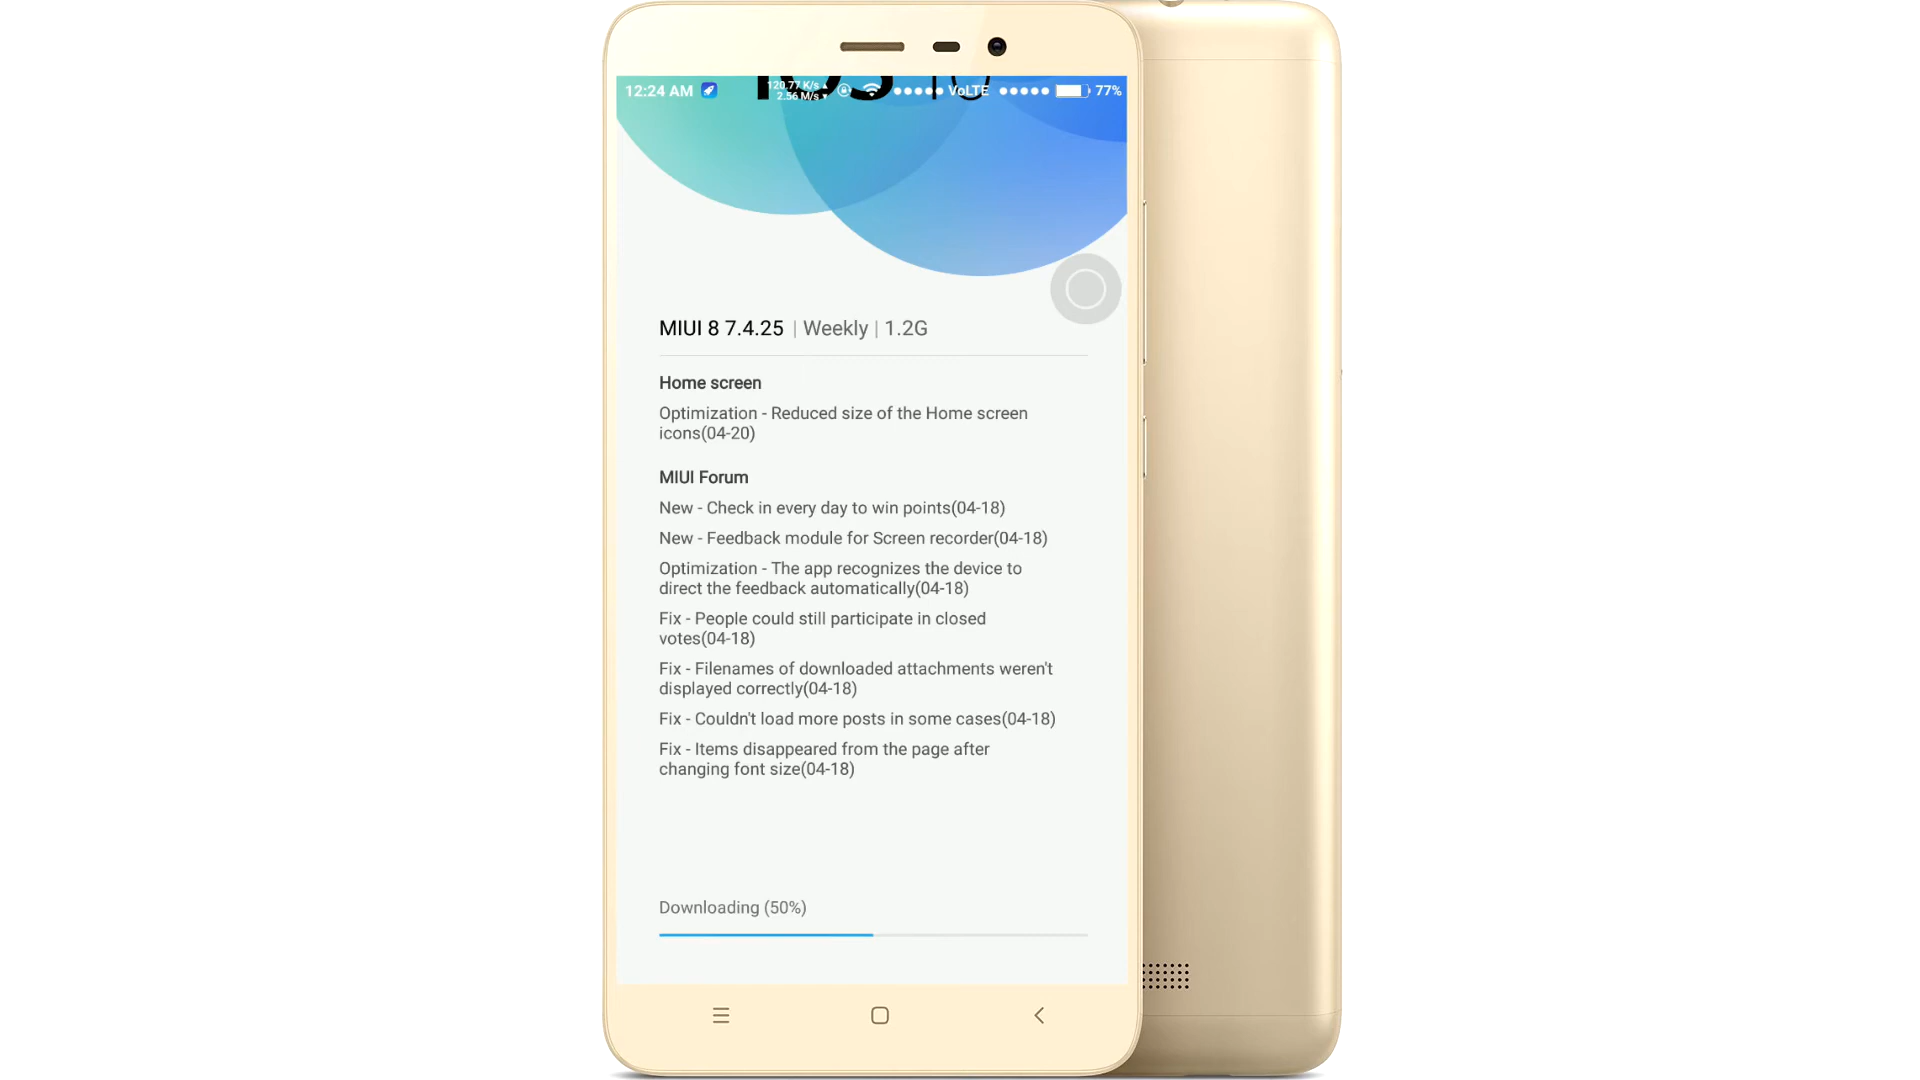 12:24 AM 120.77 K/s VoLTE 77%
2.56 M/s
MIUI 8 7.4.25 | Weekly | 1.2G
Home screen
Optimization - Reduced size of the Home screen
icons(04-20)
MIUI Forum
New - Check in every day to win points(04-18)
New - Feedback module for Screen recorder(04-18)
Optimization - The app recognizes the device to
direct the feedback automatically(04-18)
Fix - People could still participate in closed
votes(04-18)
Fix - Filenames of downloaded attachments weren't
displayed correctly(04-18)
Fix - Couldn't load more posts in some cases(04-18)
Fix - Items disappeared from the page after
changing font size(04-18)
Downloading (50%)